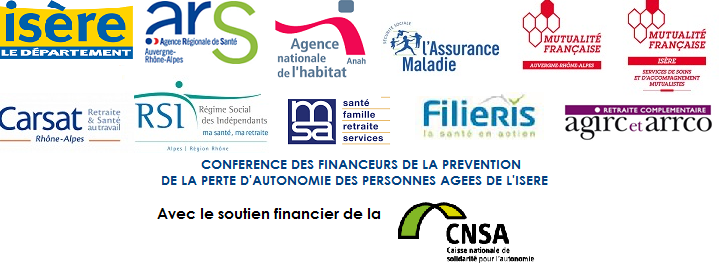 isère
LE DÉPARTEMENT
ars
Agence Régionale de Santé
Auvergne-
Rhône-Alpes
Agence
nationale
de l'habitat
Anah
SÉCURITÉ SOCIALE
l'Assurance
Maladie
MUTUALITÉ
FRANÇAISE
AUVERGNE-RHÔNE-ALPES
MUTUALITÉ
FRANÇAISE
ISÈRE
SERVICES DE SOINS
ET D'ACCOMPAGNEMENT
MUTUALISTES
Carsat
Retraite
& Santé
au travail
Rhône-Alpes
RSI
Régime Social
des Indépendants
ma santé, ma retraite
Alpes | Région Rhône
msa
santé
famille
retraite
services
FILIERIS
la santé en action
RETRAITE COMPLEMENTAIRE
agirc et arrco
CONFERENCE DES FINANCEURS DE LA PREVENTION
DE LA PERTE D'AUTONOMIE DES PERSONNES AGEES DE L'ISERE
Avec le soutien financier de la
CNSA
Caisse nationale de
solidarité pour l'autonomie